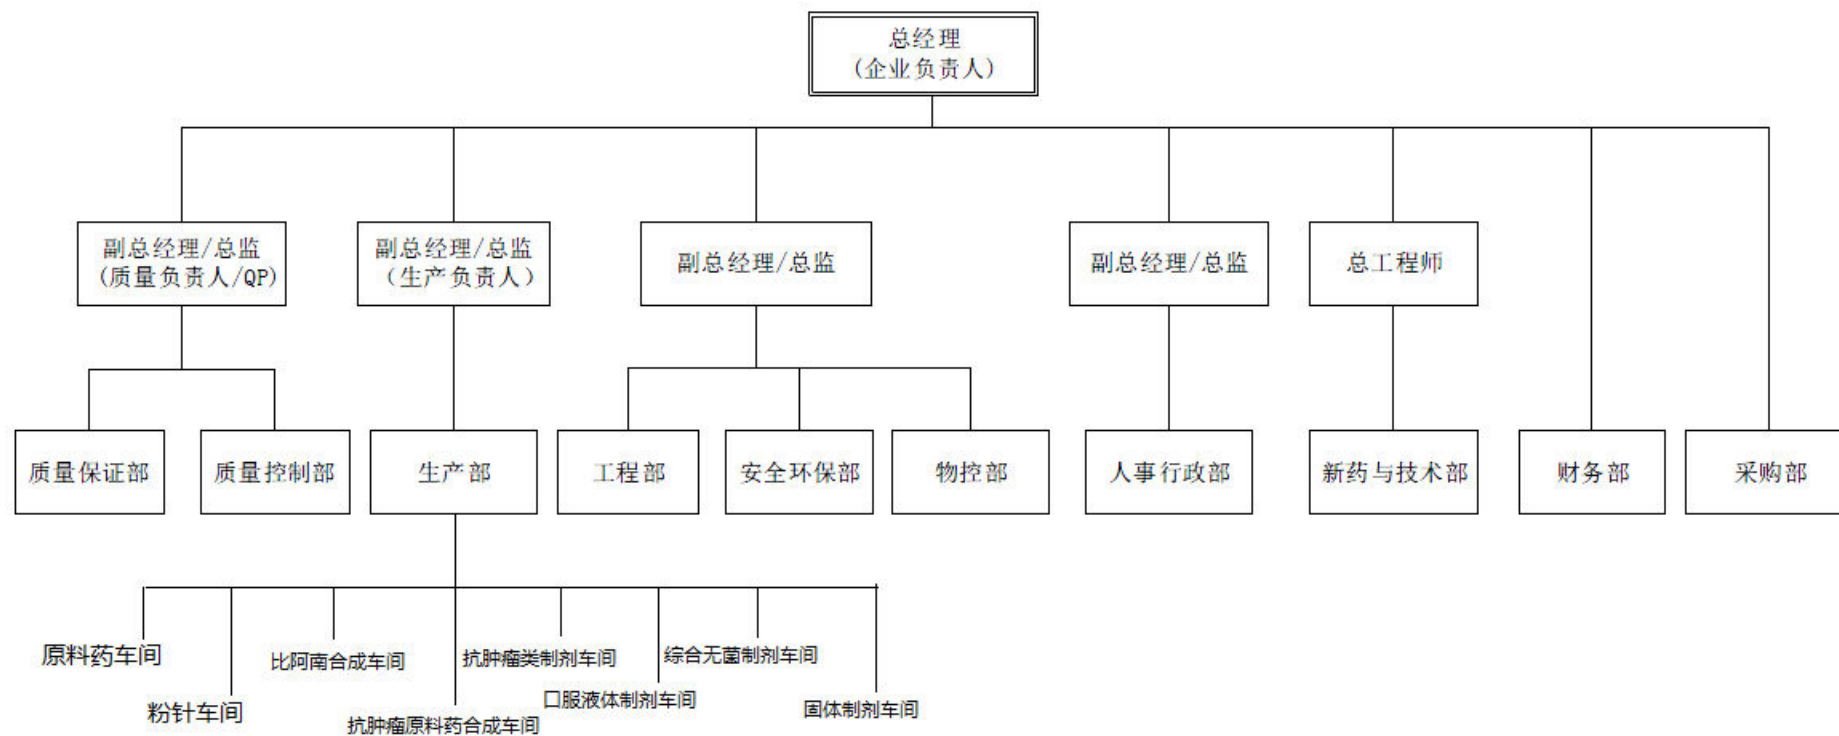 总经理
(企业负责人)
副总经理/总监
(质量负责人/QP)
副总经理/总监
（生产负责人）
副总经理/总监
副总经理/总监
总工程师
质量保证部
质量控制部
生产部
工程部
安全环保部
物控部
人事行政部
新药与技术部
财务部
采购部
原料药车间
粉针车间
比阿南合成车间
抗肿瘤原料药合成车间
抗肿瘤类制剂车间
口服液体制剂车间
综合无菌制剂车间
固体制剂车间